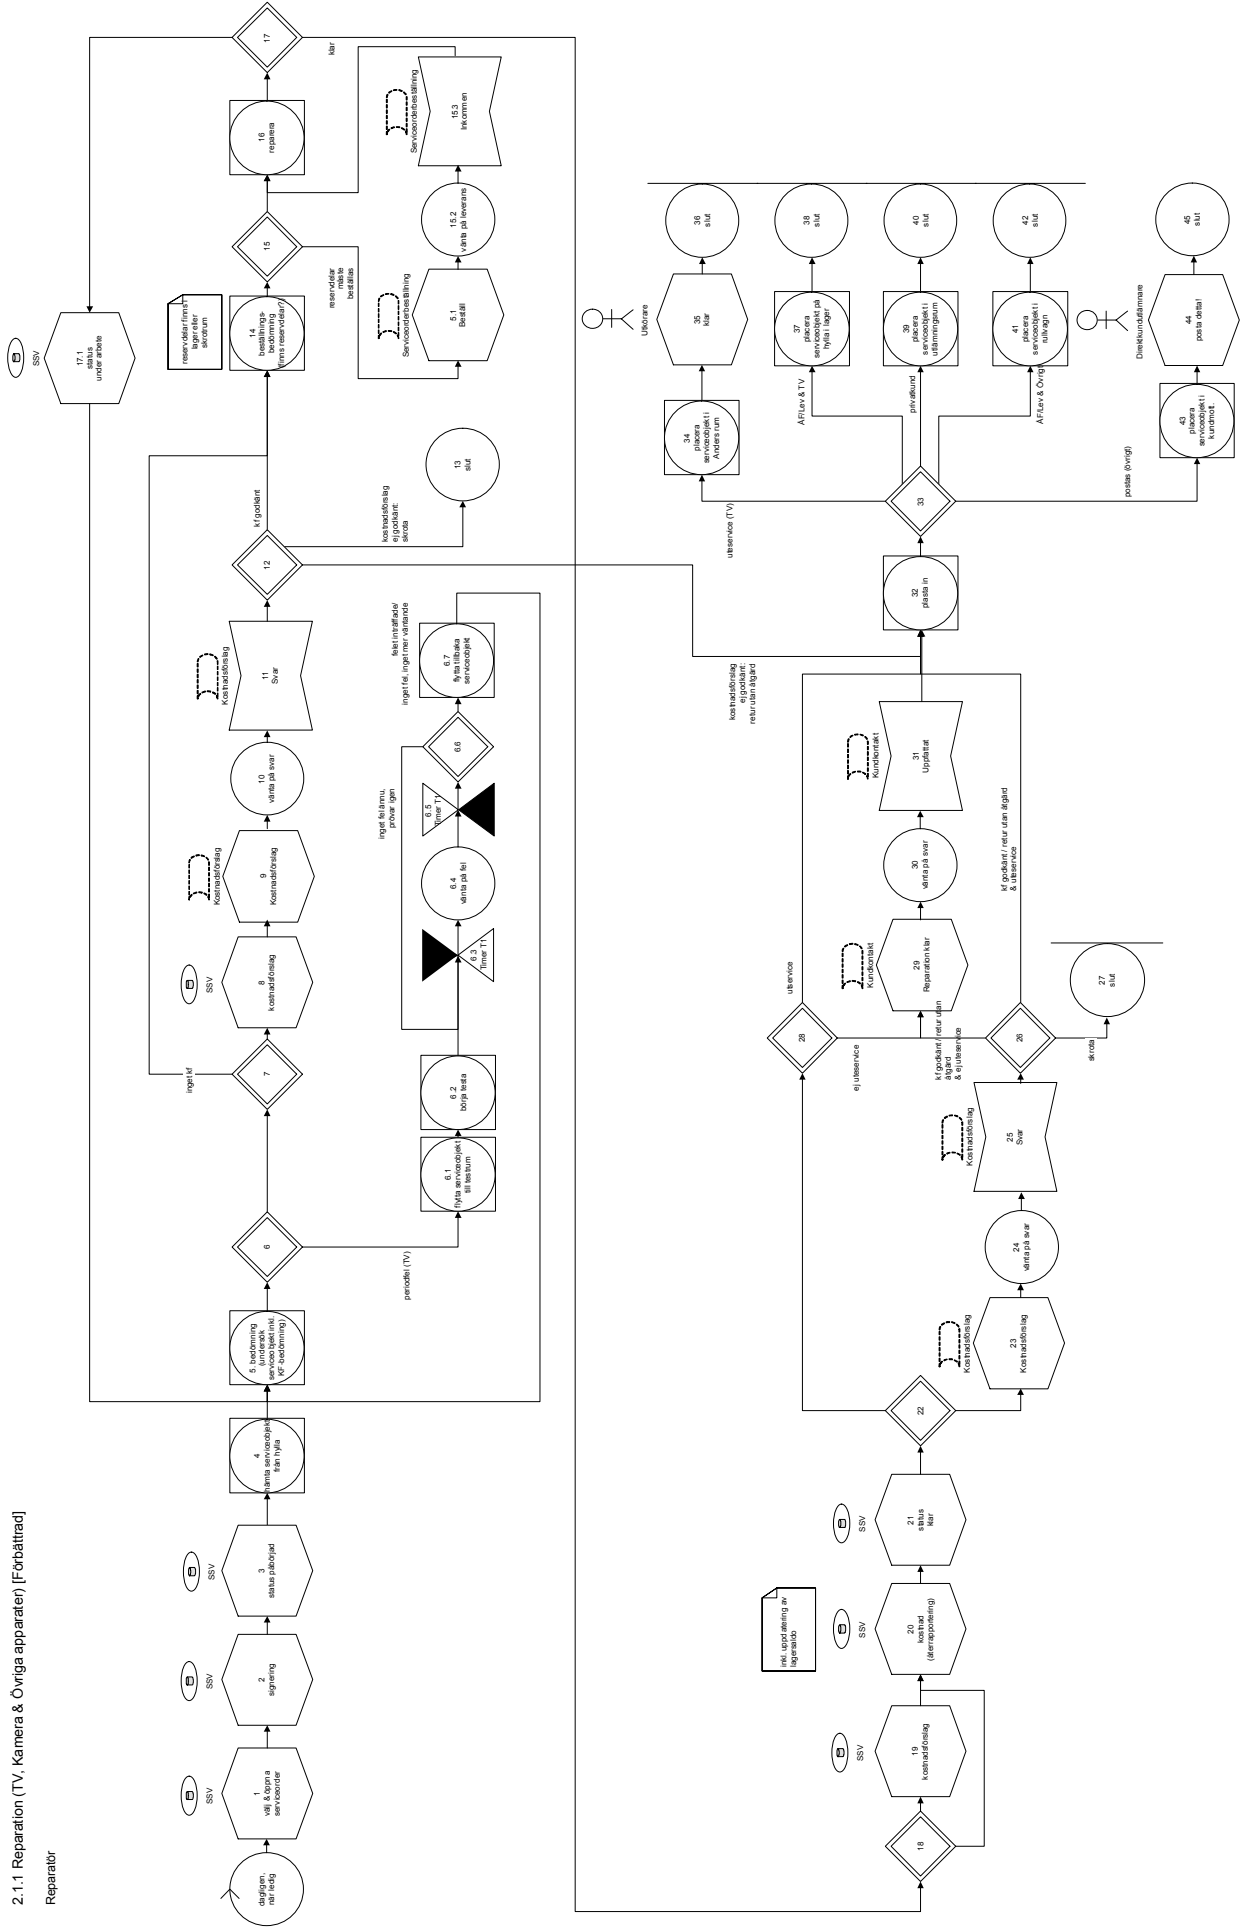 2.1.1 Reparation (TV, Kamera & Övriga apparater) [Förbättrad]
Reparatör
dagligen,
när ledig
SSV
1
välj & öppna
serviceorder
SSV
2
signering
SSV
3
status påbörjad
4
hämta serviceobjekt
från hylla
5. bedömning
(undersök
serviceobjekt inkl.
KF-bedömning)
6
periodfel (TV)
6.1
flytta serviceobjekt
till testrum
6.2
börja testa
6.3
Timer T1
6.4
vänta på fel
6.5
Timer T1
inget fel ännu,
prövar igen
6.6
felet inträffade/
inget fel, inget mer väntande
6.7
flytta tillbaka
serviceobjekt
7
inget kf
SSV
8
kostnadsförslag
Kostnadsförslag
9
Kostnadsförslag
10
vänta på svar
Kostnadsförslag
11
Svar
12
kf godkänt
kostnadsförslag
ej godkänt:
skrota
13
slut
kostnadsförslag
ej godkänt:
retur utan åtgärd
reservdelar finns i
lager eller
skrotrum
14
beställnings-
bedömning
(finns reservdelar?)
15
reservdelar
måste
beställas
Serviceorderbeställning
5.1
Beställ
15.2
vänta på leverans
Serviceorderbeställning
15.3
Inkommen
16
reparera
17
klar
SSV
17.1
status
under arbete
18
SSV
19
kostnadsförslag
inkl. uppdatering av
lagersaldo
SSV
20
kostnad
(återrapportering)
SSV
21
status
klar
22
Kostnadsförslag
23
Kostnadsförslag
24
vänta på svar
Kostnadsförslag
25
Svar
26
skrota
27
slut
kf godkänt / retur utan
åtgärd
& ej uteservice
kf godkänt / retur utan åtgärd
& uteservice
28
ej uteservice
uteservice
Kundkontakt
29
Reparation klar
30
vänta på svar
Kundkontakt
31
Uppfattat
32
plasta in
33
uteservice (TV)
34
placera
serviceobjekt i
Anders rum
Utkörare
35
klar
36
slut
ÅF/Lev & TV
37
placera
serviceobjekt på
hylla i lager
38
slut
privatkund
39
placera
serviceobjekt i
utlämningsrum
40
slut
ÅF/Lev & Övrigt
41
placera
serviceobjekt i
rullvagn
42
slut
postas (övrigt)
43
placera
serviceobjekt i
kundmott.
Direktkundutlämnare
44
posta detta!
45
slut